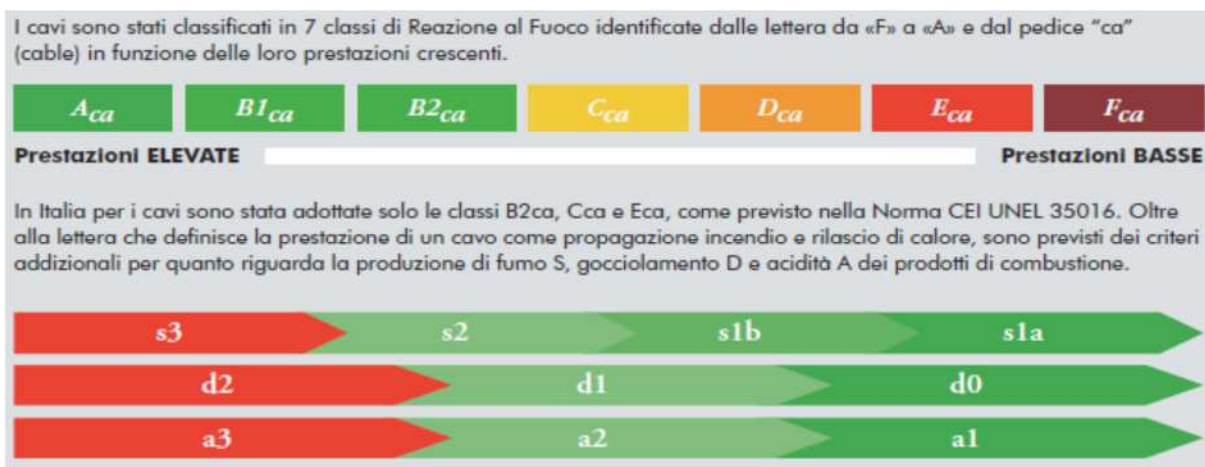 I cavi sono stati classificati in 7 classi di Reazione al Fuoco identificate dalle lettera da «F» a «A» e dal pedice “ca”
(cable) in funzione delle loro prestazioni crescenti.
Aca B1ca B2ca Cca Dca Eca Fca
Prestazioni ELEVATE Prestazioni BASSE
In Italia per i cavi sono stata adottate solo le classi B2ca, Cca e Eca, come previsto nella Norma CEI UNEL 35016. Oltre
alla lettera che definisce la prestazione di un cavo come propagazione incendio e rilascio di calore, sono previsti dei criteri
addizionali per quanto riguarda la produzione di fumo S, gocciolamento D e acidità A dei prodotti di combustione.
s3 s2 s1b s1a
d2 d1 d0
a3 a2 a1